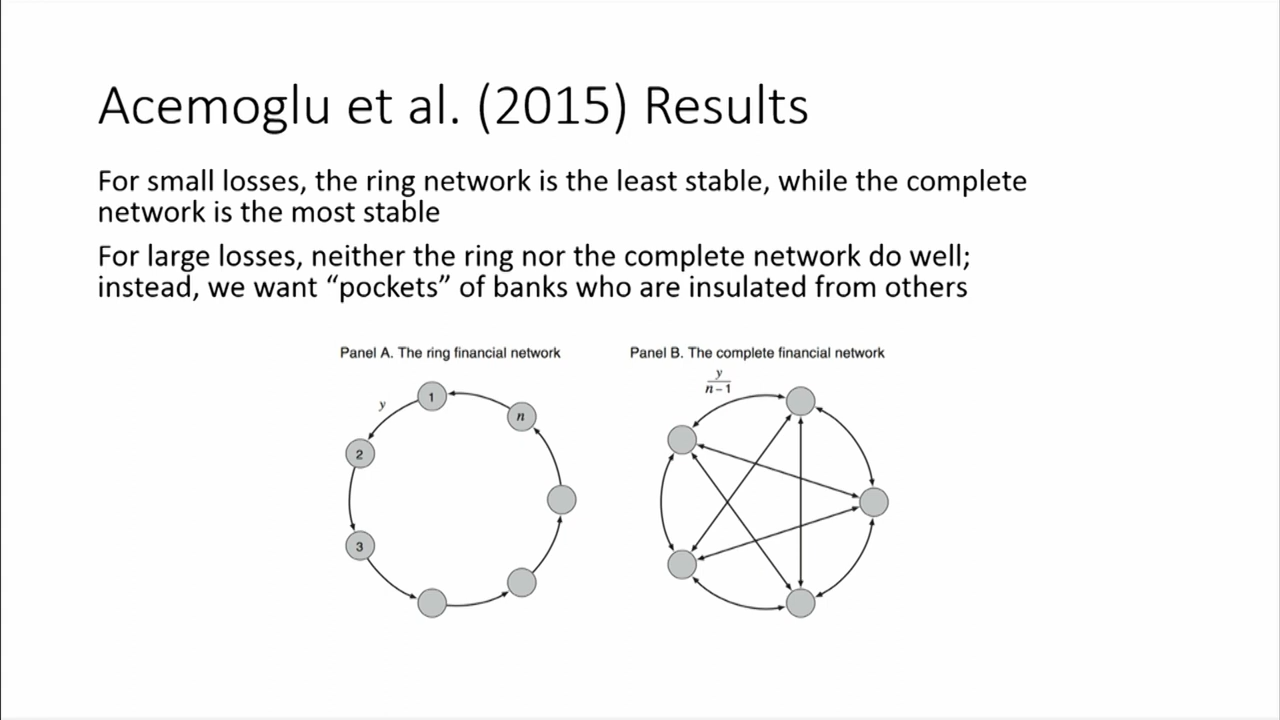 Acemoglu et al. (2015) Results
For small losses, the ring network is the least stable, while the complete
network is the most stable
For large losses, neither the ring nor the complete network do well;
instead, we want “pockets” of banks who are insulated from others
Panel A. The ring financial network
Panel B. The complete financial network
y
1
n
2
3
y
n – 1